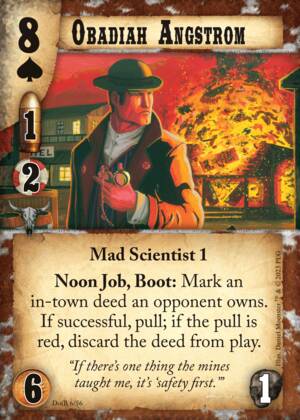 8
OBADIAH ANGSTROM
1
2
EL
Mad Scientist 1
Noon Job, Boot: Mark an
in-town deed an opponent owns.
If successful, pull; if the pull is
red, discard the deed from play.
"If there's one thing the mines
taught me, it's 'safety first.'"
6
1